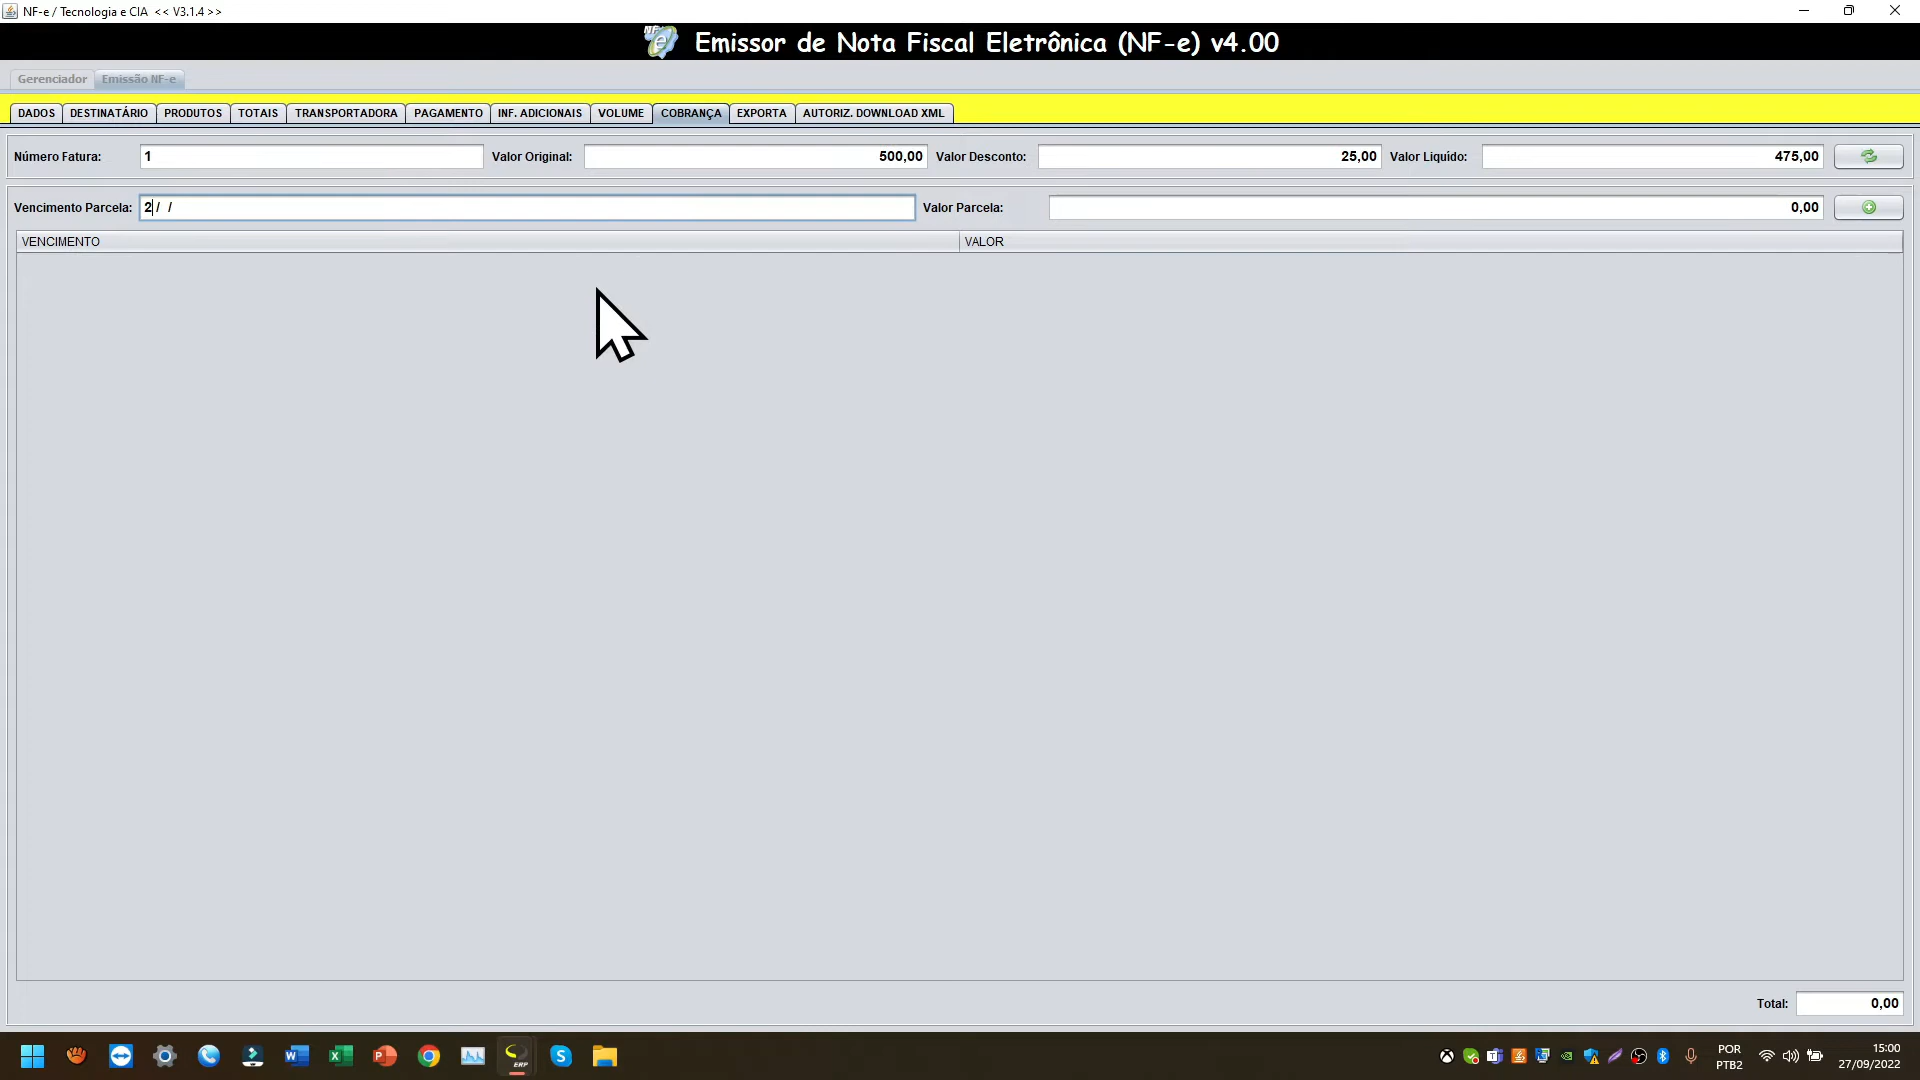 NF-e / Tecnologia e CIA << V3.1.4 >>
Emissor de Nota Fiscal Eletrônica (NF-e) v4.00
Gerenciador Emissão NF-e
DADOS DESTINATÁRIO PRODUTOS TOTAIS TRANSPORTADORA PAGAMENTO INF. ADICIONAIS VOLUME COBRANÇA EXPORTA AUTORIZ. DOWNLOAD XML
Número Fatura: 1 Valor Original: 500,00 Valor Desconto: 25,00 Valor Liquído: 475,00
Vencimento Parcela: 2 / / Valor Parcela: 0,00
VENCIMENTO VALOR
Total: 0,00
POR 15:00
PTB2 27/09/2022